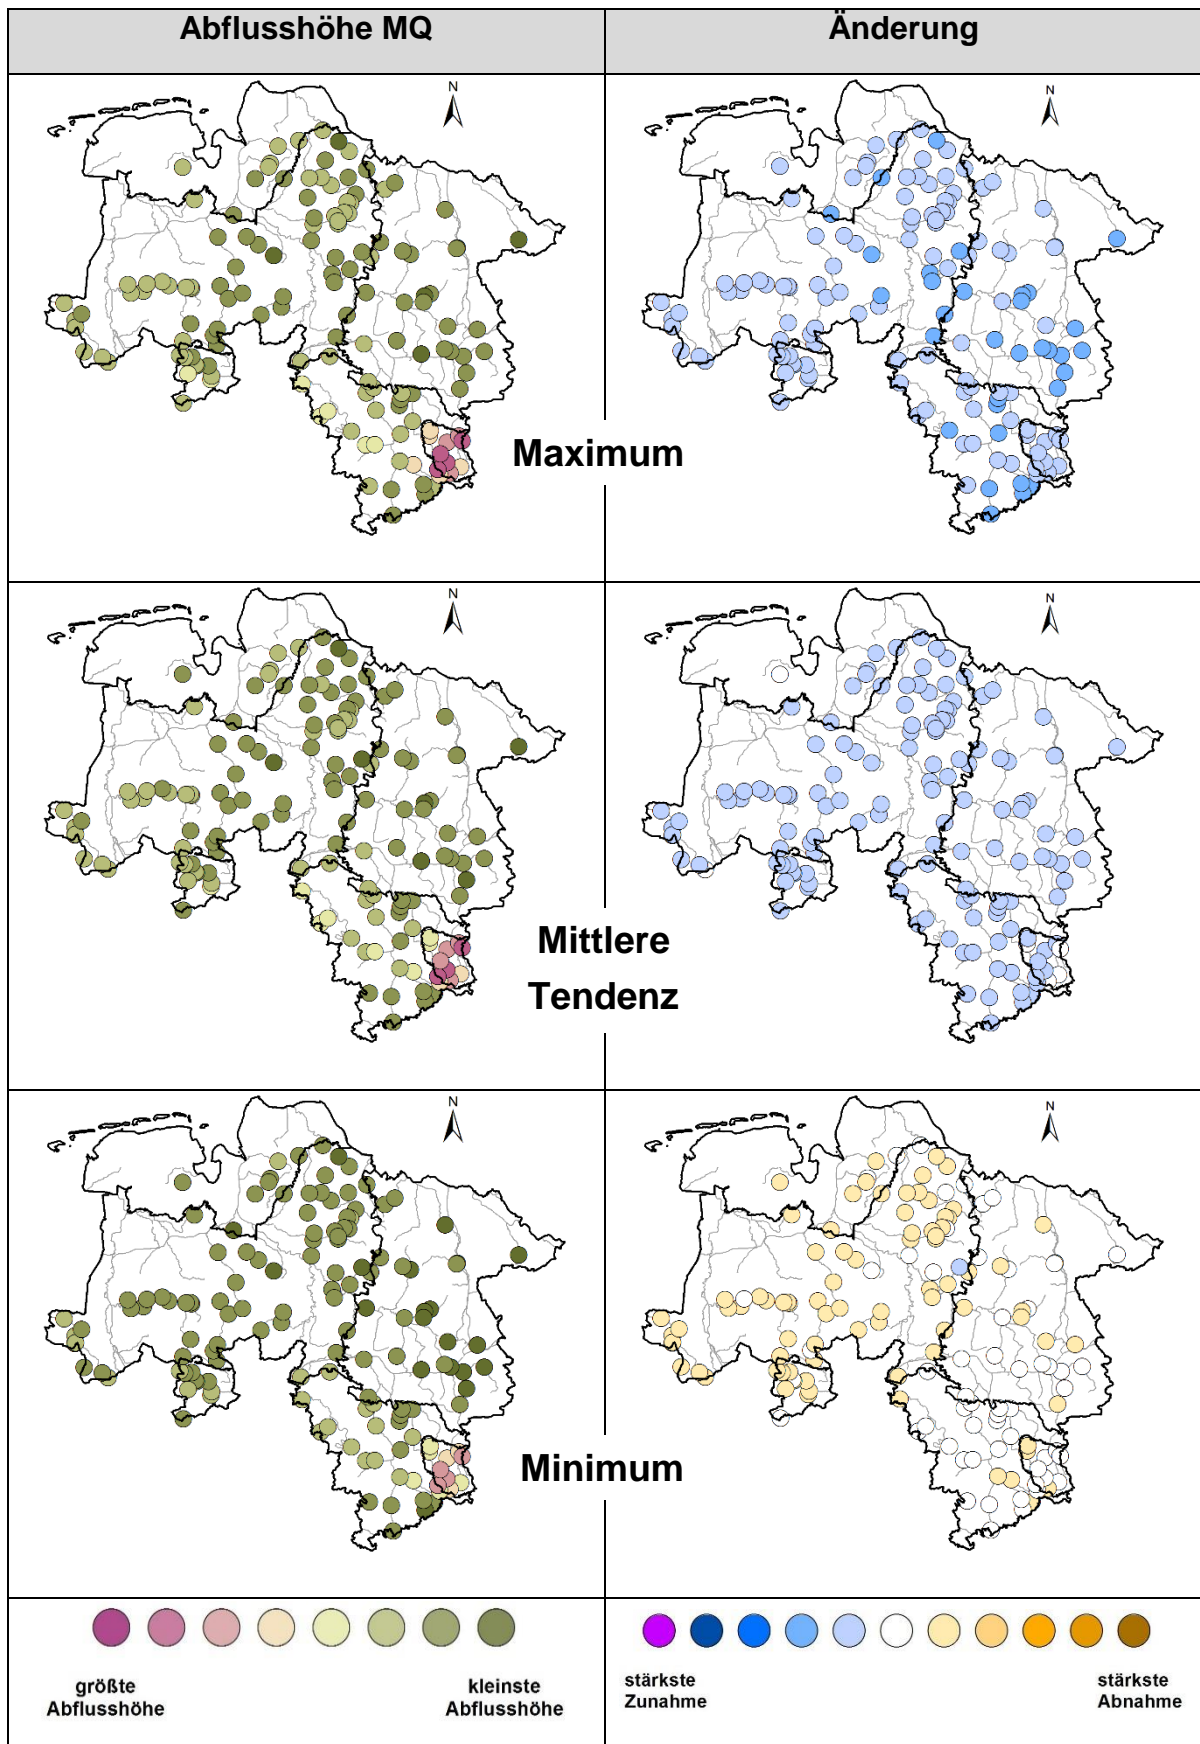 Abflusshöhe MQ
Änderung
N
N
Maximum
N
N
Mittlere
Tendenz
N
N
Minimum
größte
Abflusshöhe
kleinste
Abflusshöhe
stärkste
Zunahme
stärkste
Abnahme